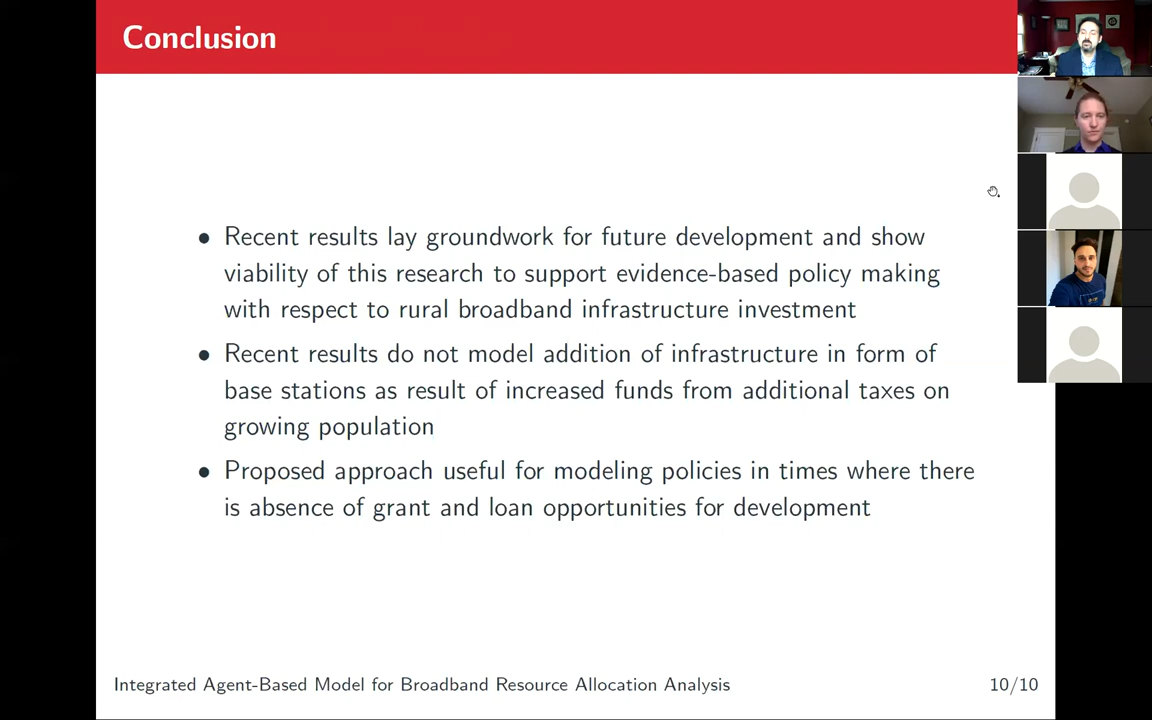 Conclusion
• Recent results lay groundwork for future development and show
viability of this research to support evidence-based policy making
with respect to rural broadband infrastructure investment
• Recent results do not model addition of infrastructure in form of
base stations as result of increased funds from additional taxes on
growing population
• Proposed approach useful for modeling policies in times where there
is absence of grant and loan opportunities for development
Integrated Agent-Based Model for Broadband Resource Allocation Analysis
10/10